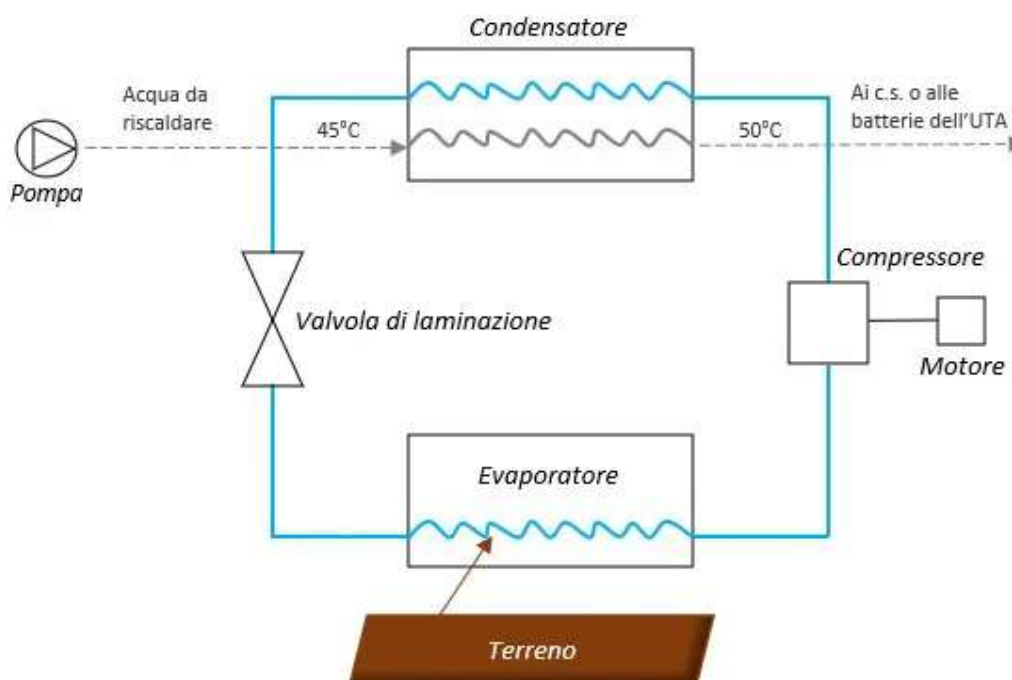 Condensatore
Acqua da
riscaldare
45°C
50°C
Ai c.s. o alle
batterie dell'UTA
Pompa
Compressore
Valvola di laminazione
Motore
Evaporatore
Terreno